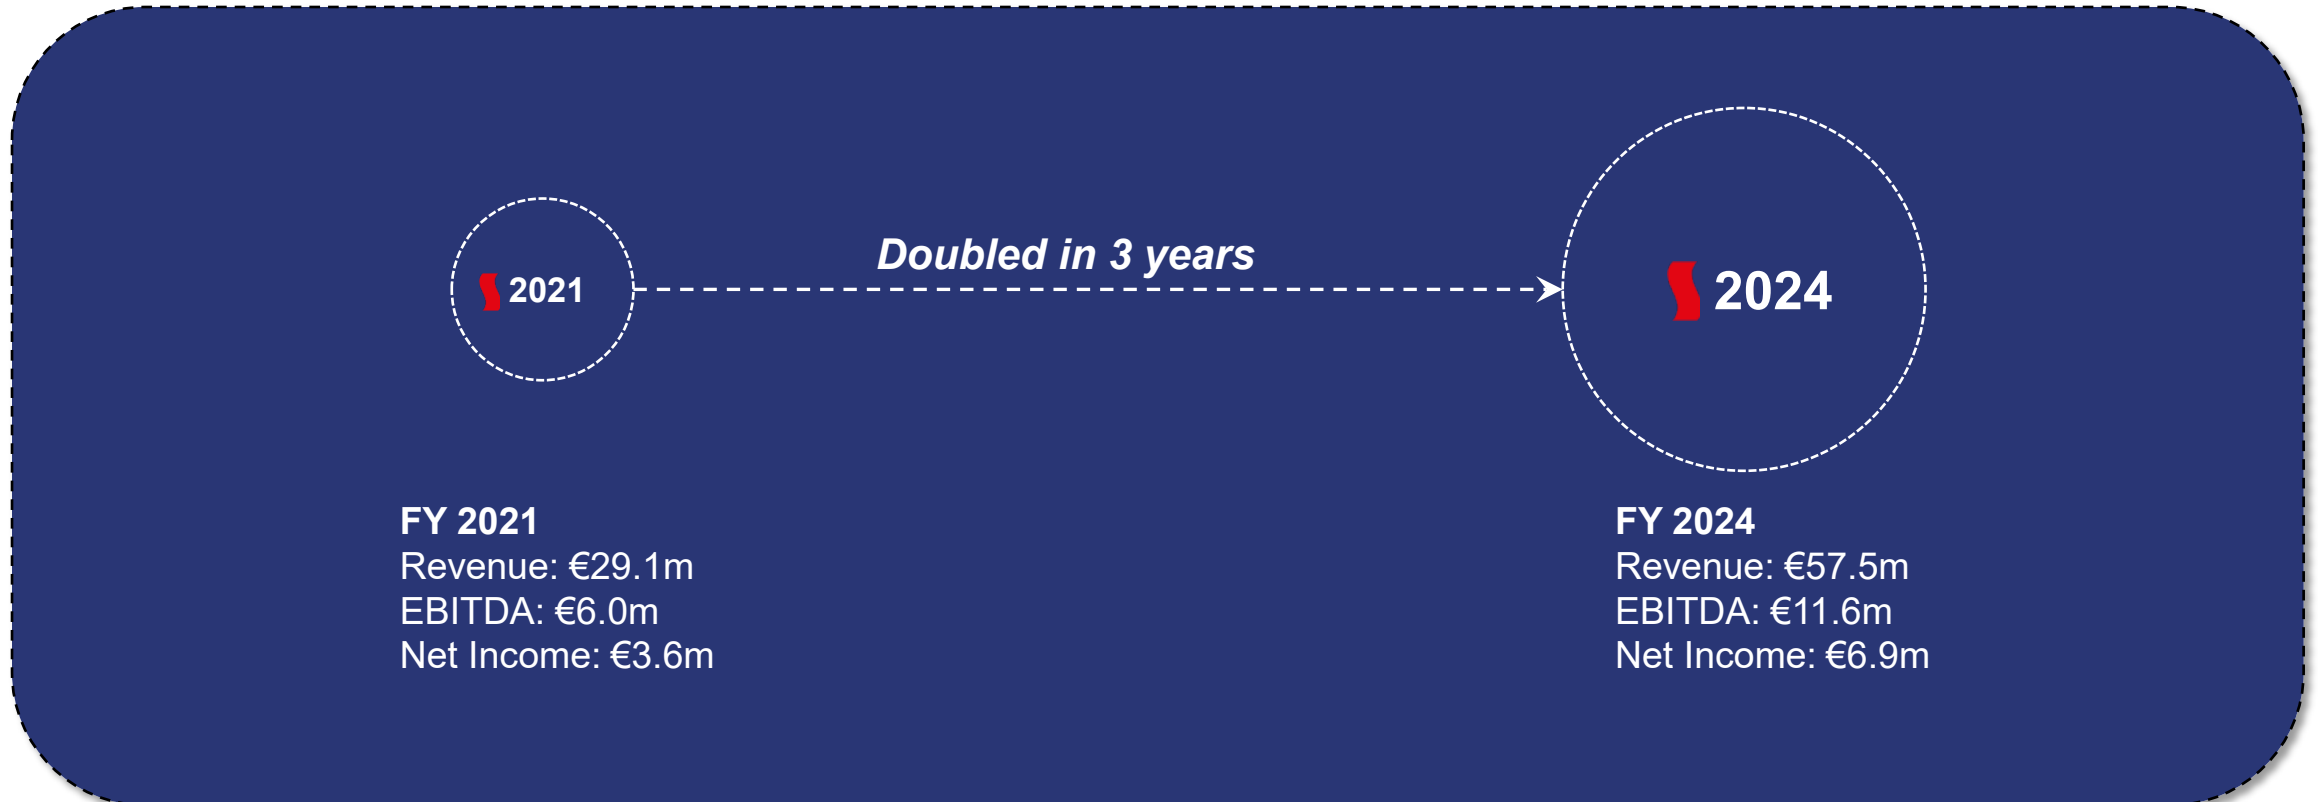 Doubled in 3 years
2021
2024
FY 2021
Revenue: €29.1m
EBITDA: €6.0m
Net Income: €3.6m
FY 2024
Revenue: €57.5m
EBITDA: €11.6m
Net Income: €6.9m